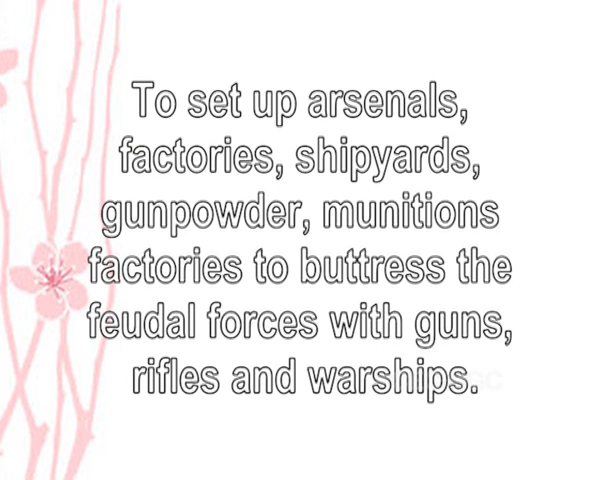 To set up arsenals,
factories, shipyards,
gunpowder, munitions
factories to buttress the
feudal forces with guns,
rifles and warships.